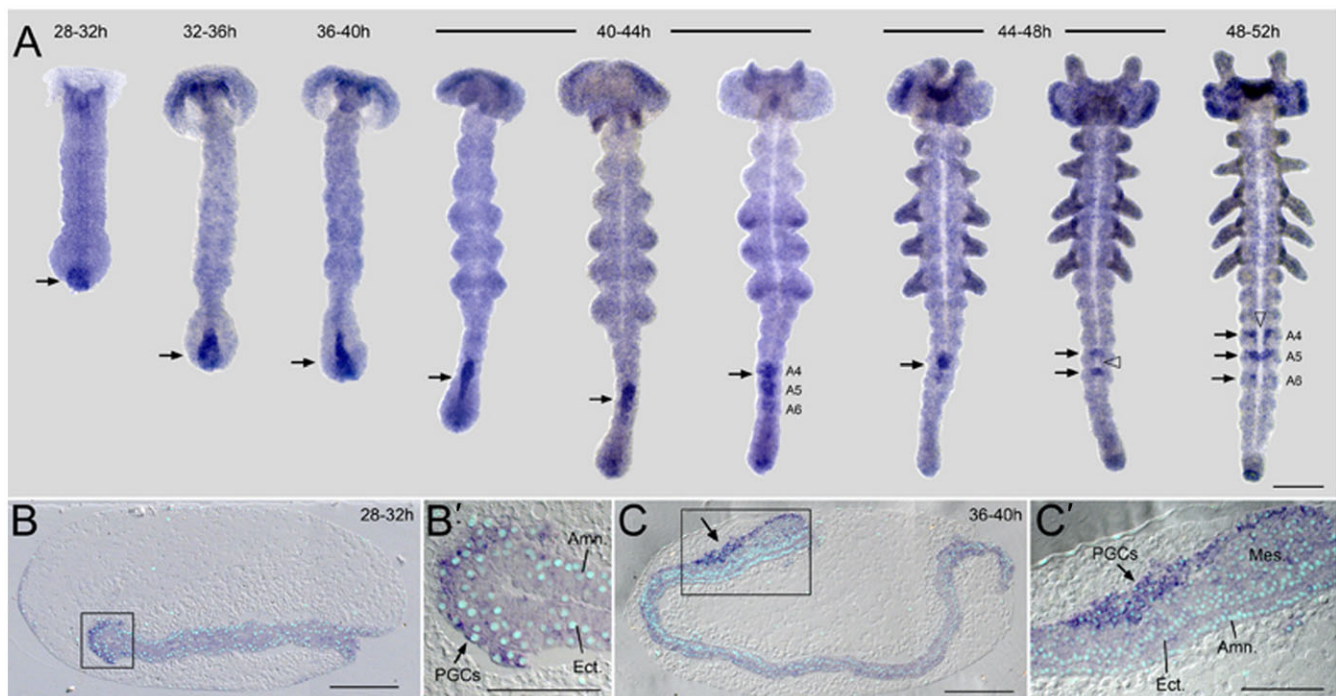 A 28-32h 32-36h 36-40h 40-44h 44-48h 48-52h
A4
A5
A6
A4
A5
A6
B 28-32h
B' Amn.
PGCs Ect.
C 36-40h
C' PGCs Mes.
Amn.
Ect.